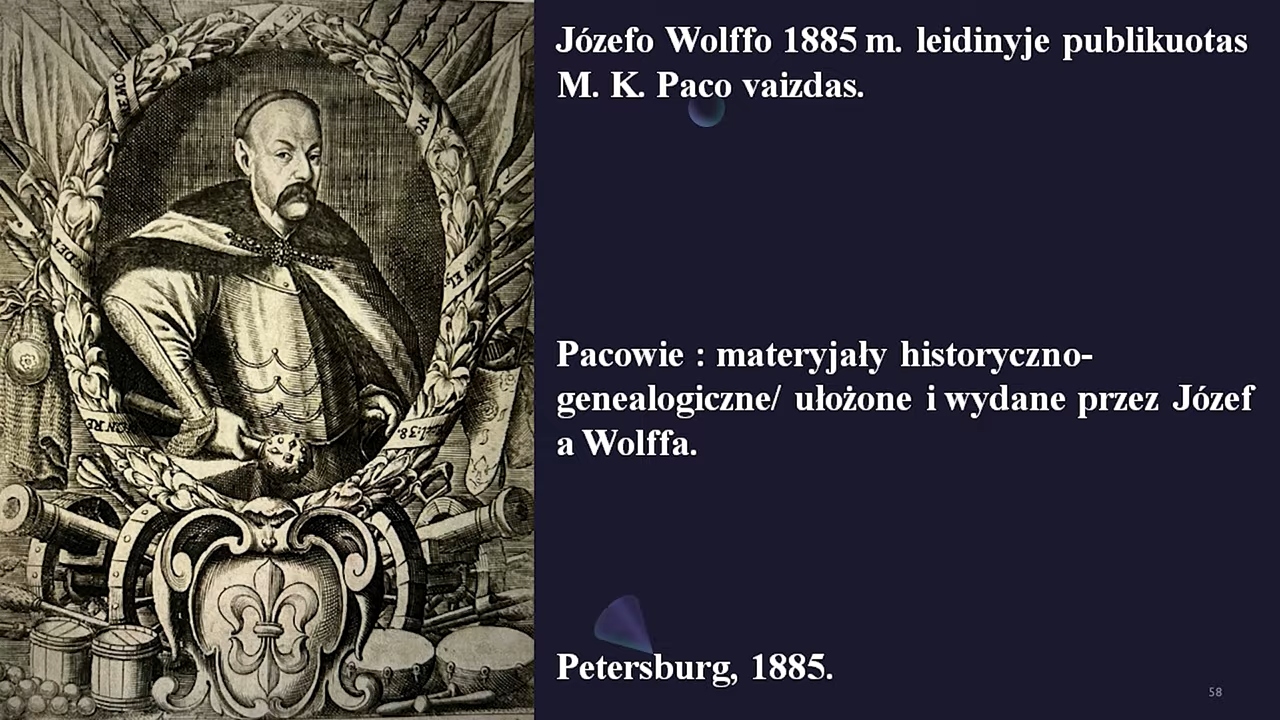 Józefo Wolffo 1885 m. leidinyje publikuotas
M. K. Paco vaizdas.
Pacowie : materyjały historyczno-
genealogiczne/ ułożone i wydane przez Józef
a Wolffa.
Petersburg, 1885.
58